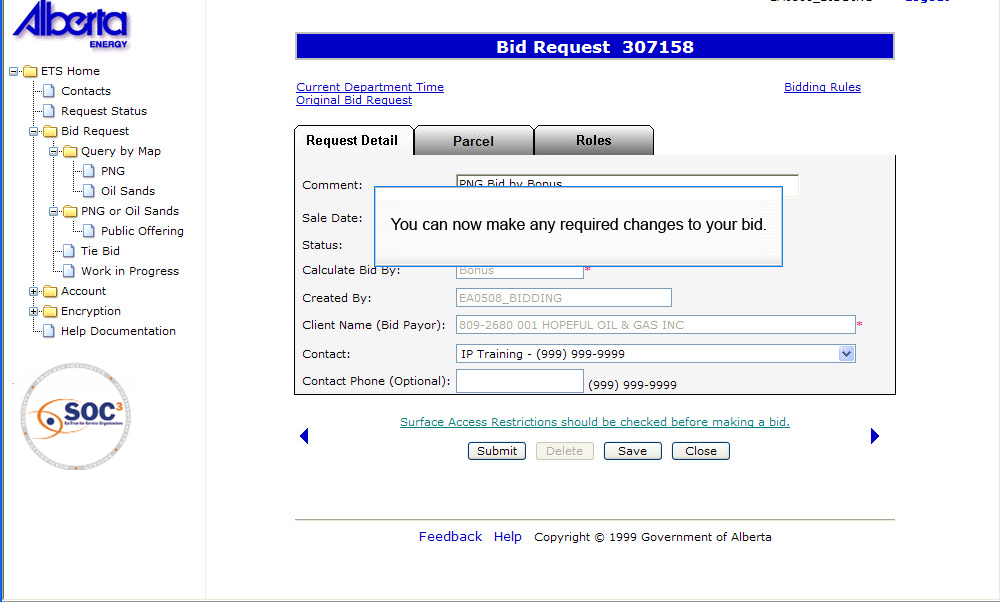 Alberta
ENERGY
Bid Request 307158
ETS Home
Contacts
Request Status
Bid Request
Query by Map
PNG
Oil Sands
PNG or Oil Sands
Public Offering
Tie Bid
Work in Progress
Account
Encryption
Help Documentation
SOC3
Current Department Time
Original Bid Request
Bidding Rules
Request Detail
Parcel
Roles
Comment:
PNG Bid by Bonus
Sale Date:
You can now make any required changes to your bid.
Status:
Calculate Bid By:
Bonus
*
Created By:
EA0508_BIDDING
Client Name (Bid Payor):
809-2680 001 HOPEFUL OIL & GAS INC
*
Contact:
IP Training - (999) 999-9999
Contact Phone (Optional):
(999) 999-9999
Surface Access Restrictions should be checked before making a bid.
Submit
Delete
Save
Close
Feedback Help Copyright © 1999 Government of Alberta